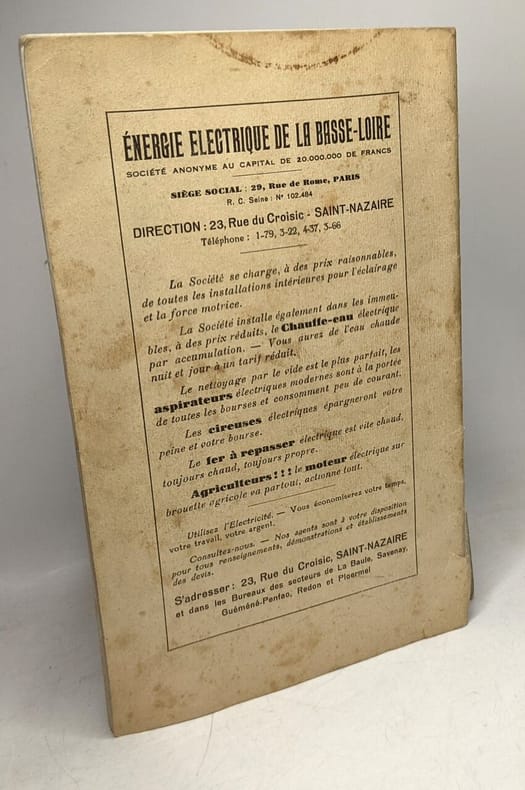 ÉNERGIE ELECTRIQUE DE LA BASSE-LOIRE
SOCIÉTÉ ANONYME AU CAPITAL DE 20.000.000 DE FRANCS
SIÈGE SOCIAL : 29, Rue de Rome, PARIS
R. C. Seine : N° 102.484
DIRECTION : 23, Rue du Croisic - SAINT-NAZAIRE
Téléphone : 1-79, 3-22, 4-37, 3-66
La Société se charge, à des prix raisonnables,
de toutes les installations intérieures pour l'éclairage
et la force motrice.
La Société installe également dans les immeu-
bles, à des prix réduits, le Chauffe-eau électrique
par accumulation. — Vous aurez de l'eau chaude
nuit et jour à un tarif réduit.
Le nettoyage par le vide est le plus parfait, les
aspirateurs électriques modernes sont à la portée
de toutes les bourses et consomment peu de courant.
Les cireuses électriques épargneront votre
peine et votre bourse.
Le fer à repasser électrique est vite chaud,
toujours chaud, toujours propre.
Agriculteurs ! ! ! le moteur électrique sur
brouette agricole va partout, actionne tout.
Utilisez l'Electricité. — Vous économiserez votre temps,
votre travail, votre argent.
Consultez-nous. — Nos agents sont à votre disposition
pour tous renseignements, démonstrations et établissements
des devis.
S'adresser : 23, Rue du Croisic, SAINT-NAZAIRE
et dans les Bureaux des secteurs de La Baule, Savenay,
Guéméné-Penfao, Redon et Ploermel